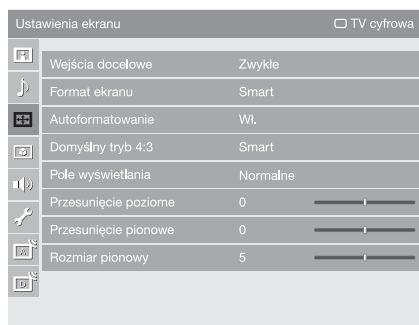 Ustawienia ekranu TV cyfrowa
Wejścia docelowe Zwykłe
Format ekranu Smart
Autoformatowanie Wł.
Domyślny tryb 4:3 Smart
Pole wyświetlania Normalne
Przesunięcie poziome 0
Przesunięcie pionowe 0
Rozmiar pionowy 5
A
D